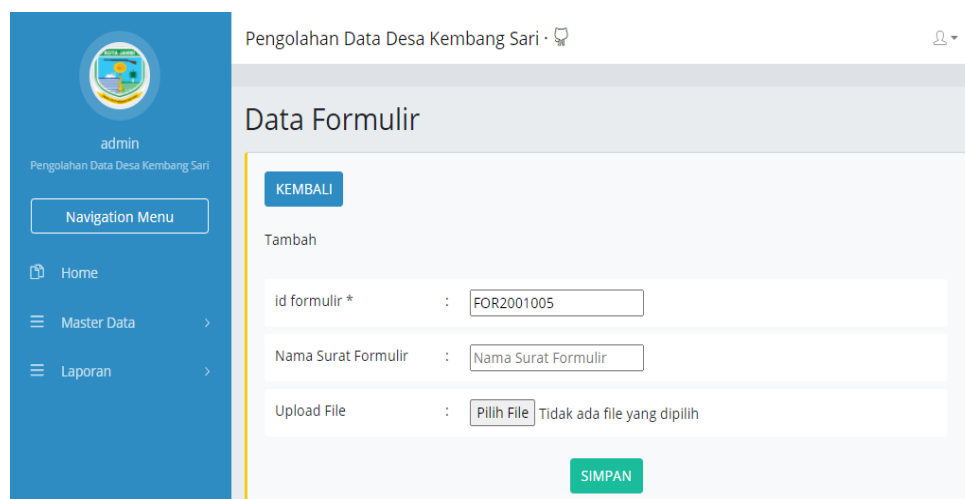 KOTA JAMBI
admin
Pengolahan Data Desa Kembang Sari
Navigation Menu
Home
Master Data
Laporan
Pengolahan Data Desa Kembang Sari ·
Data Formulir
KEMBALI
Tambah
id formulir * : FOR2001005
Nama Surat Formulir : Nama Surat Formulir
Upload File : Pilih File Tidak ada file yang dipilih
SIMPAN